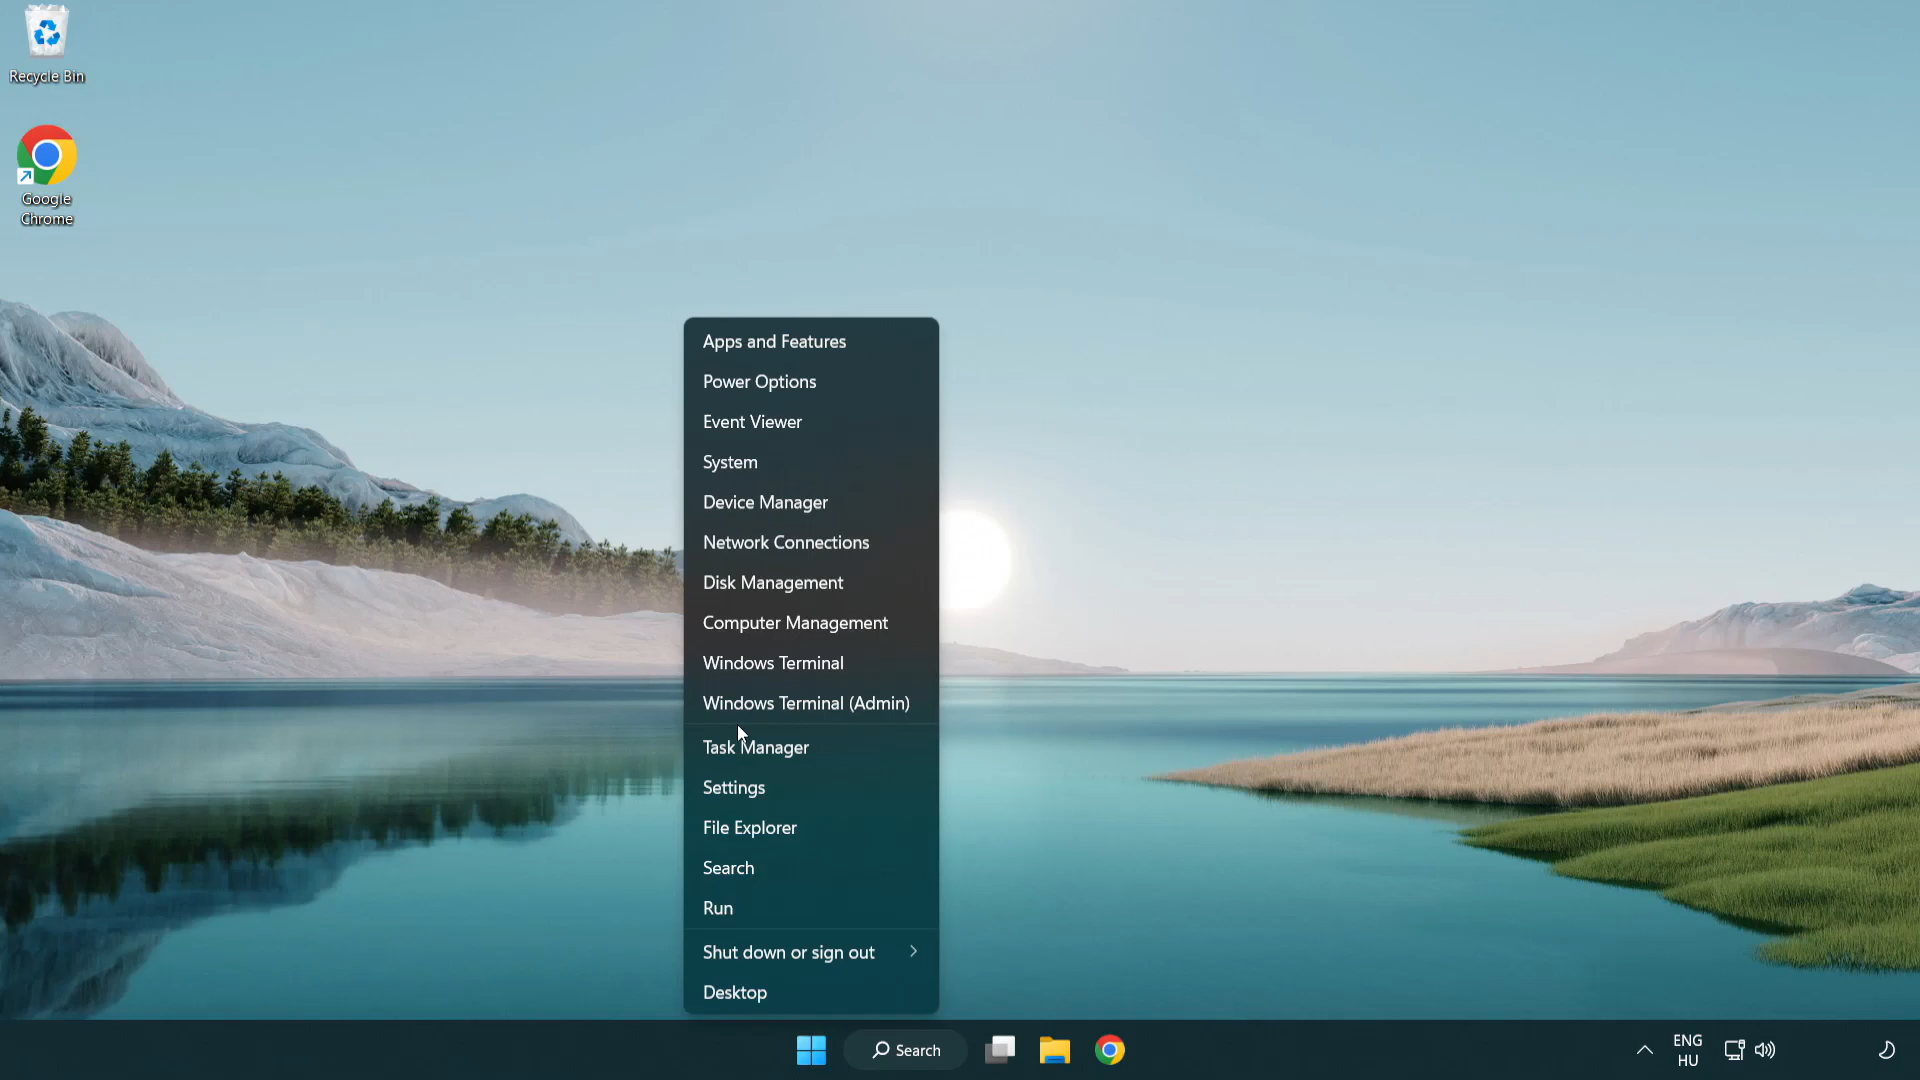 Recycle Bin
Google
Chrome
Apps and Features
Power Options
Event Viewer
System
Device Manager
Network Connections
Disk Management
Computer Management
Windows Terminal
Windows Terminal (Admin)
Task Manager
Settings
File Explorer
Search
Run
Shut down or sign out
Desktop
Search
ENG
HU